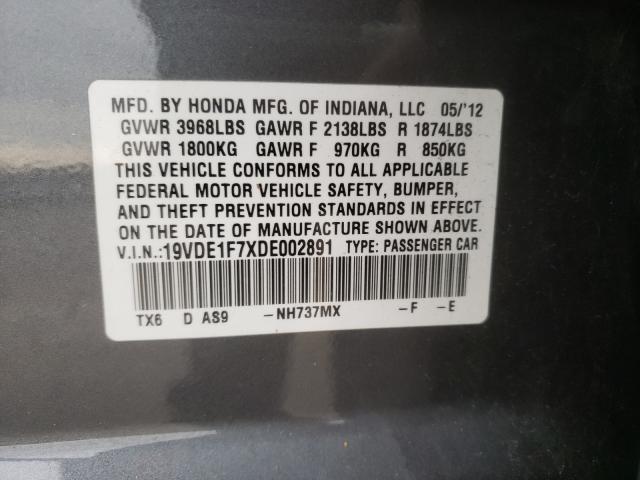 MFD. BY HONDA MFG. OF INDIANA, LLC 05/'12
GVWR 3968LBS GAWR F 2138LBS R 1874LBS
GVWR 1800KG GAWR F 970KG R 850KG
THIS VEHICLE CONFORMS TO ALL APPLICABLE
FEDERAL MOTOR VEHICLE SAFETY, BUMPER,
AND THEFT PREVENTION STANDARDS IN EFFECT
ON THE DATE OF MANUFACTURE SHOWN ABOVE.
V.I.N.:19VDE1F7XDE002891 TYPE: PASSENGER CAR
TX6 D AS9 -NH737MX -F -E